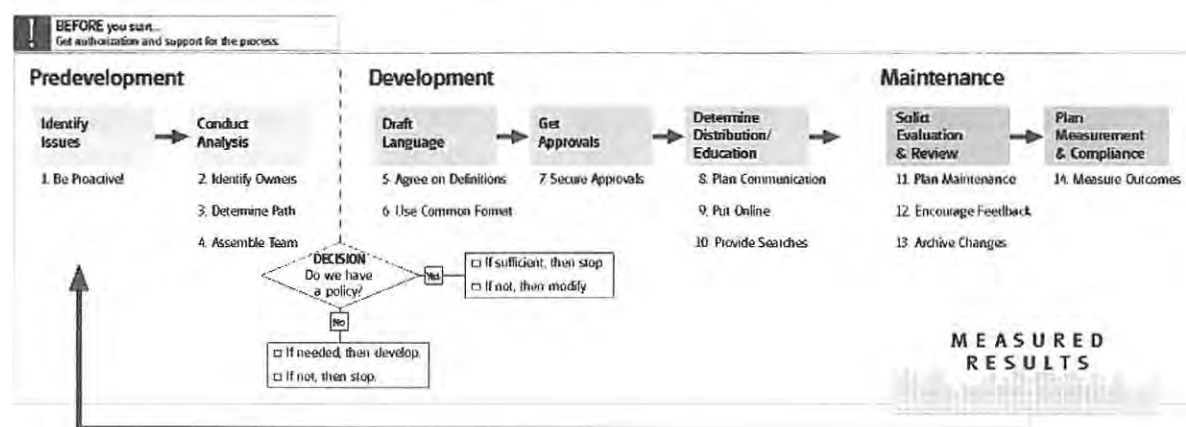 !
BEFORE you start...
Get authorization and support for the process.
Predevelopment
Development
Maintenance
Identify
Issues
Conduct
Analysis
Draft
Language
Get
Approvals
Determine
Distribution/
Education
Solicit
Evaluation
& Review
Plan
Measurement
& Compliance
1. Be Proactive!
2. Identify Owners
3. Determine Path
4. Assemble Team
5. Agree on Definitions
6. Use Common Format
7. Secure Approvals
8. Plan Communication
9. Put Online
10. Provide Searches
11. Plan Maintenance
12. Encourage Feedback
13. Archive Changes
14. Measure Outcomes
DECISION
Do we have
a policy?
Yes
□ If sufficient, then stop
□ If not, then modify
No
□ If needed, then develop.
□ If not, then stop.
MEASURED
RESULTS